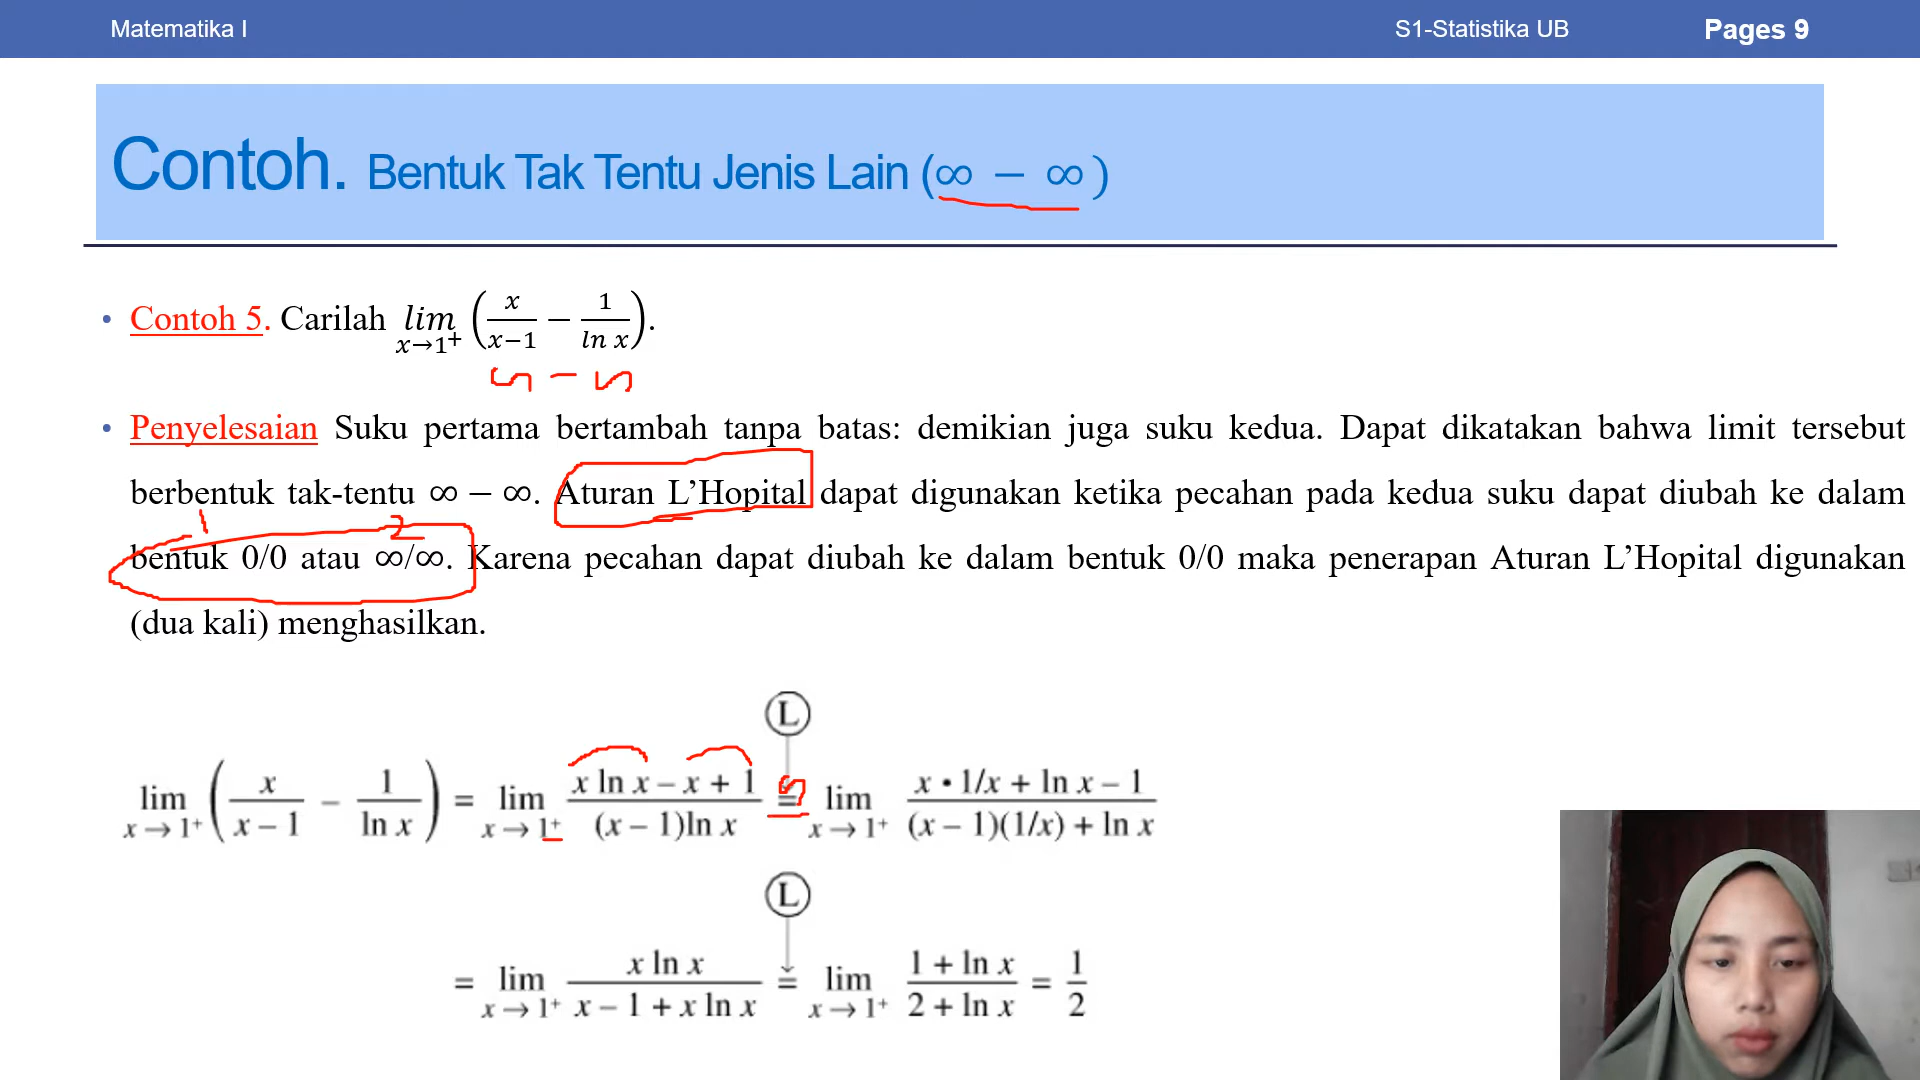 Matematika I S1-Statistika UB Pages 9
Contoh. Bentuk Tak Tentu Jenis Lain (∞ − ∞ )
• Contoh 5. Carilah lim x→1⁺ (x/(x−1) − 1/(ln x)).
∽ − ∽
• Penyelesaian Suku pertama bertambah tanpa batas: demikian juga suku kedua. Dapat dikatakan bahwa limit tersebut
berbentuk tak-tentu ∞ − ∞. Aturan L’Hopital dapat digunakan ketika pecahan pada kedua suku dapat diubah ke dalam
1 2
bentuk 0/0 atau ∞/∞. Karena pecahan dapat diubah ke dalam bentuk 0/0 maka penerapan Aturan L’Hopital digunakan
(dua kali) menghasilkan.
L
lim x→1⁺ (x/(x − 1) − 1/(ln x)) = lim x→1⁺ (x ln x − x + 1)/((x − 1)ln x) = lim x→1⁺ (x • 1/x + ln x − 1)/((x − 1)(1/x) + ln x)
L
= lim x→1⁺ (x ln x)/(x − 1 + x ln x) = lim x→1⁺ (1 + ln x)/(2 + ln x) = 1/2